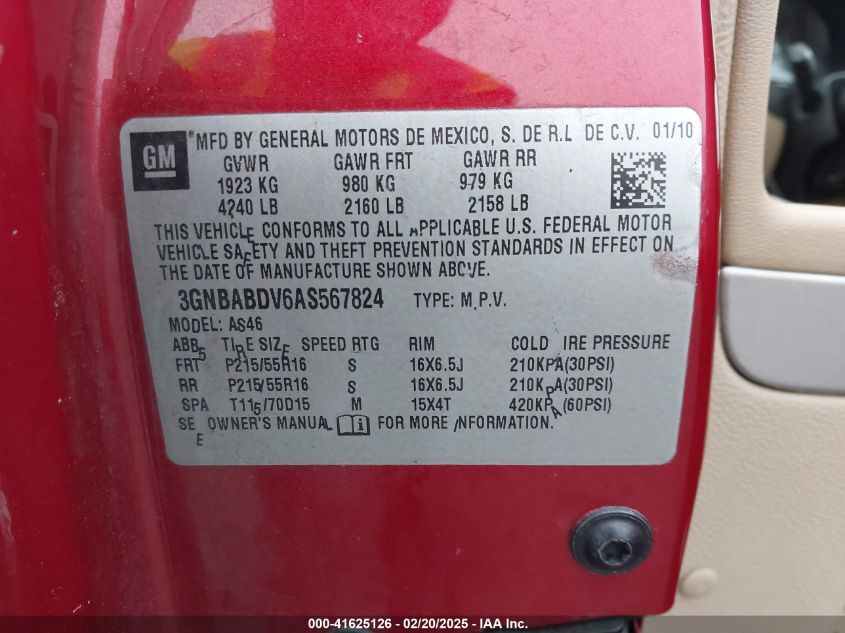 GM
® MFD BY GENERAL MOTORS DE MEXICO, S. DE R.L DE C.V. 01/10
GVWR GAWR FRT GAWR RR
1923 KG 980 KG 979 KG
4240 LB 2160 LB 2158 LB
THIS VEHICLE CONFORMS TO ALL APPLICABLE U.S. FEDERAL MOTOR
VEHICLE SAFETY AND THEFT PREVENTION STANDARDS IN EFFECT ON
THE DATE OF MANUFACTURE SHOWN ABOVE.
3GNBABDV6AS567824 TYPE: M.P.V.
MODEL: AS46
ABB5 TIRE SIZE SPEED RTG RIM COLD IRE PRESSURE
FRT P215/55R16 S 16X6.5J 210KPA(30PSI)
RR P215/55R16 S 16X6.5J 210KPA(30PSI)
SPA T115/70D15 M 15X4T 420KPA(60PSI)
SEE OWNER'S MANUAL i FOR MORE INFORMATION.
000-41625126 - 02/20/2025 - IAA Inc.